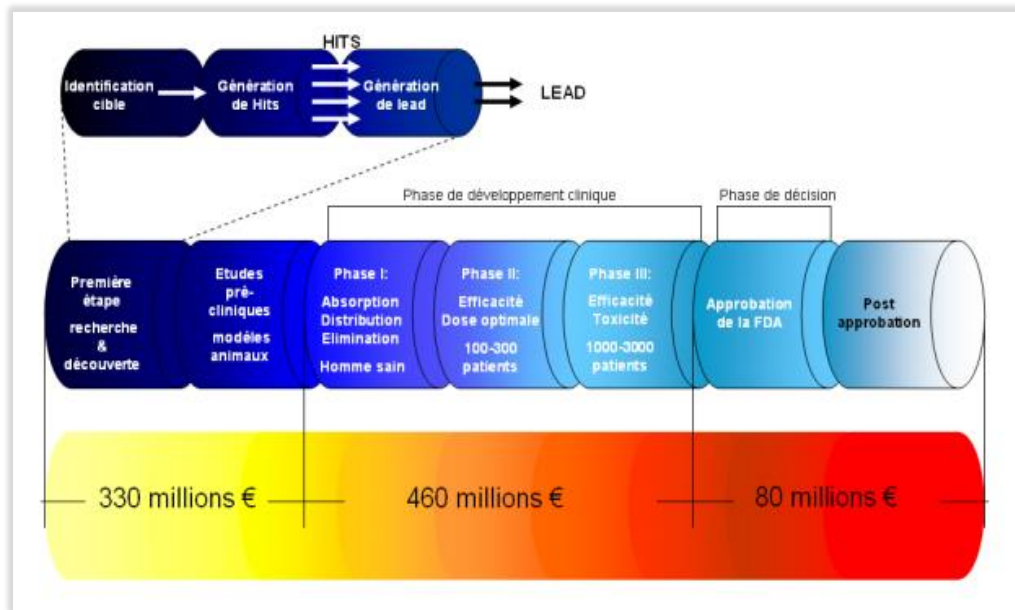 HITS
Identification
cible
Génération
de Hits
Génération
de lead
LEAD
Phase de développement clinique
Phase de décision
Première
étape
recherche
&
découverte
Etudes
pré-
cliniques
modèles
animaux
Phase I:
Absorption
Distribution
Elimination
Homme sain
Phase II:
Efficacité
Dose optimale
100-300
patients
Phase III:
Efficacité
Toxicité
1000-3000
patients
Approbation
de la FDA
Post
approbation
330 millions €
460 millions €
80 millions €